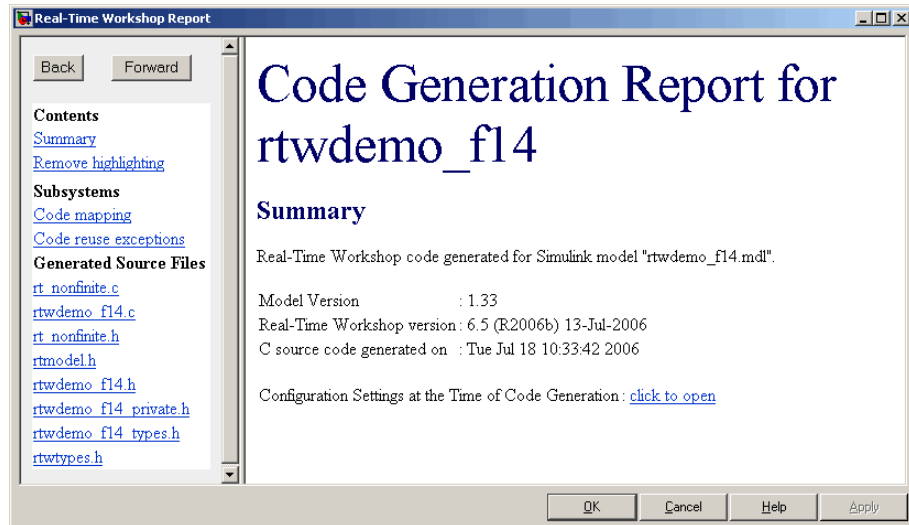 Real-Time Workshop Report
Back
Forward
Contents
Summary
Remove highlighting
Subsystems
Code mapping
Code reuse exceptions
Generated Source Files
rt_nonfinite.c
rtwdemo_f14.c
rt_nonfinite.h
rtmodel.h
rtwdemo_f14.h
rtwdemo_f14_private.h
rtwdemo_f14_types.h
rtwtypes.h
Code Generation Report for
rtwdemo_f14
Summary
Real-Time Workshop code generated for Simulink model "rtwdemo_f14.mdl".
Model Version : 1.33
Real-Time Workshop version : 6.5 (R2006b) 13-Jul-2006
C source code generated on : Tue Jul 18 10:33:42 2006
Configuration Settings at the Time of Code Generation : click to open
OK
Cancel
Help
Apply